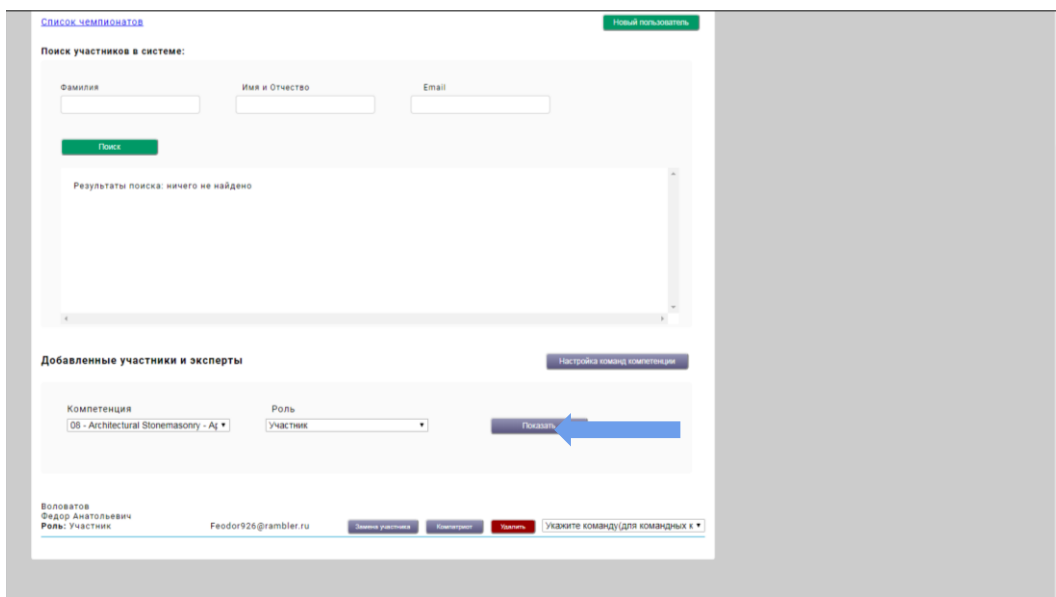 Список чемпионатов
Новый пользователь
Поиск участников в системе:
Фамилия
Имя и Отчество
Email
Поиск
Результаты поиска: ничего не найдено
Добавленные участники и эксперты
Настройка команд компетенции
Компетенция
Роль
08 - Architectural Stonemasonry - Ар
Участник
Показать
Воловатов
Федор Анатольевич
Роль: Участник
Feodor926@rambler.ru
Замена участника
Компатриот
Удалить
Укажите команду(для командных к